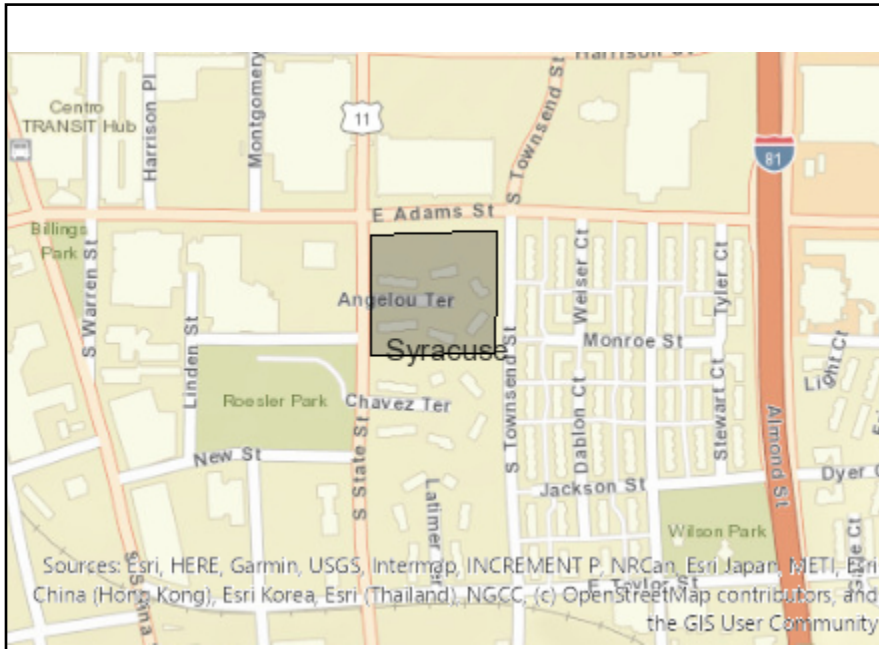 Harrison St
Centro
TRANSIT Hub
Harrison Pl
Montgomery
11
S Townsend St
81
E Adams St
Billings
Park
S Warren St
Angelou Ter
Syracuse
Linden St
Weiser Ct
Tyler Ct
Monroe St
Roesler Park
Chavez Ter
S State St
S Townsend St
Dablon Ct
Stewart Ct
Almond St
New St
Jackson St
Dyer C
Latimer Ter
Wilson Park
E Taylor St
Sources: Esri, HERE, Garmin, USGS, Intermap, INCREMENT P, NRCan, Esri Japan, METI, Esri
China (Hong Kong), Esri Korea, Esri (Thailand), NGCC, (c) OpenStreetMap contributors, and
the GIS User Community